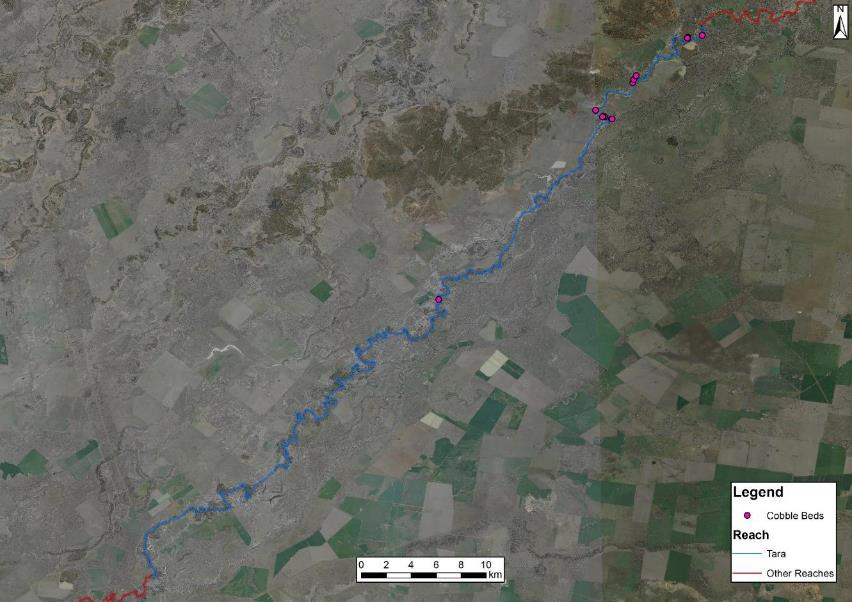 N
Legend
Cobble Beds
Reach
Tara
Other Reaches
0 2 4 6 8 10
km